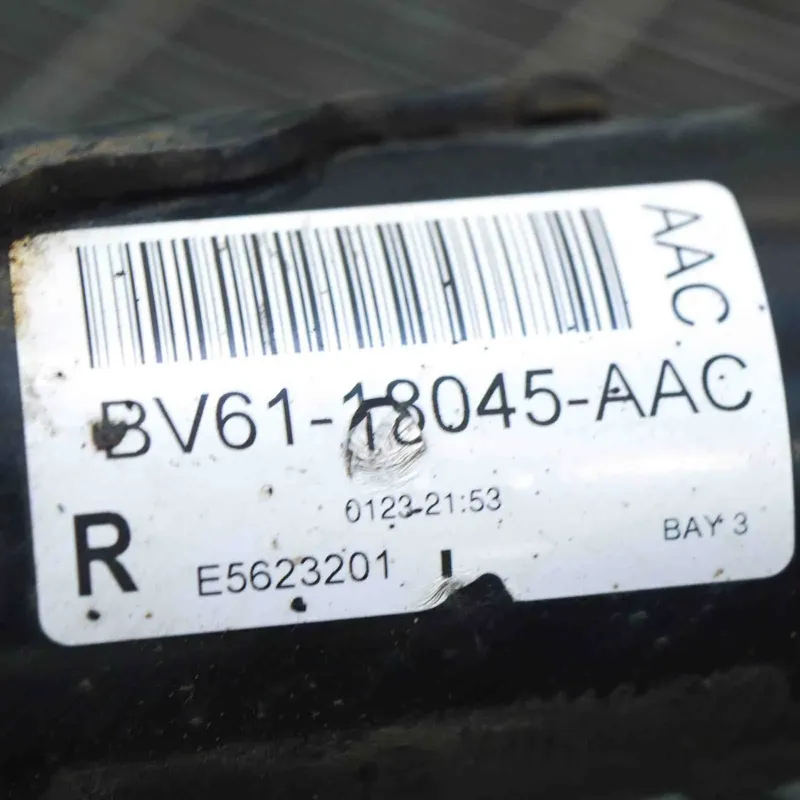 AAC
BV61-18045-AAC
0123-21:53
R
E5623201
BAY 3